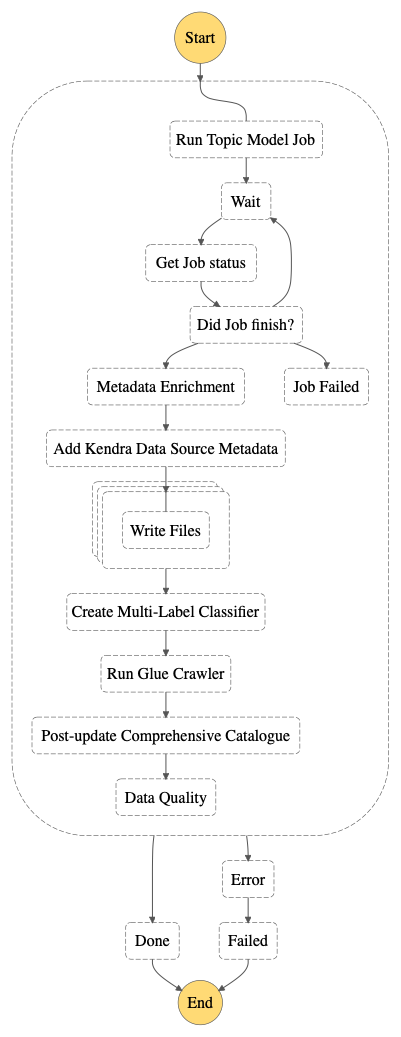 Start
Run Topic Model Job
Wait
Get Job status
Did Job finish?
Metadata Enrichment
Job Failed
Add Kendra Data Source Metadata
Write Files
Create Multi-Label Classifier
Run Glue Crawler
Post-update Comprehensive Catalogue
Data Quality
Error
Done
Failed
End